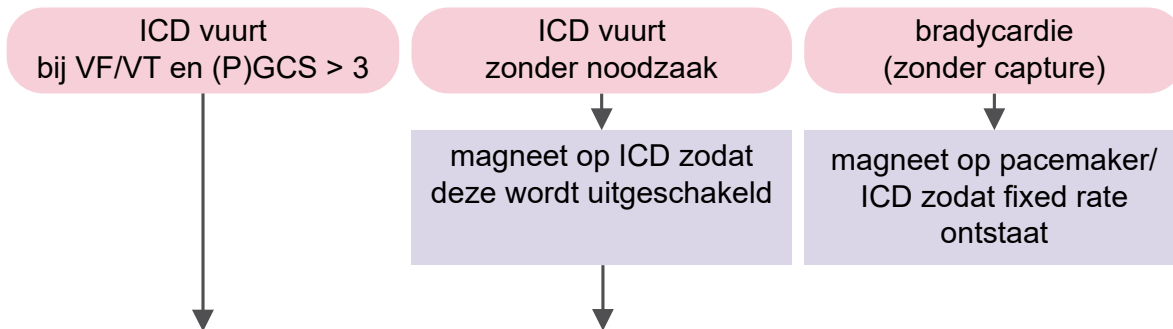 ICD vuurt
bij VF/VT en (P)GCS > 3
ICD vuurt
zonder noodzaak
bradycardie
(zonder capture)
magneet op ICD zodat
deze wordt uitgeschakeld
magneet op pacemaker/
ICD zodat fixed rate
ontstaat